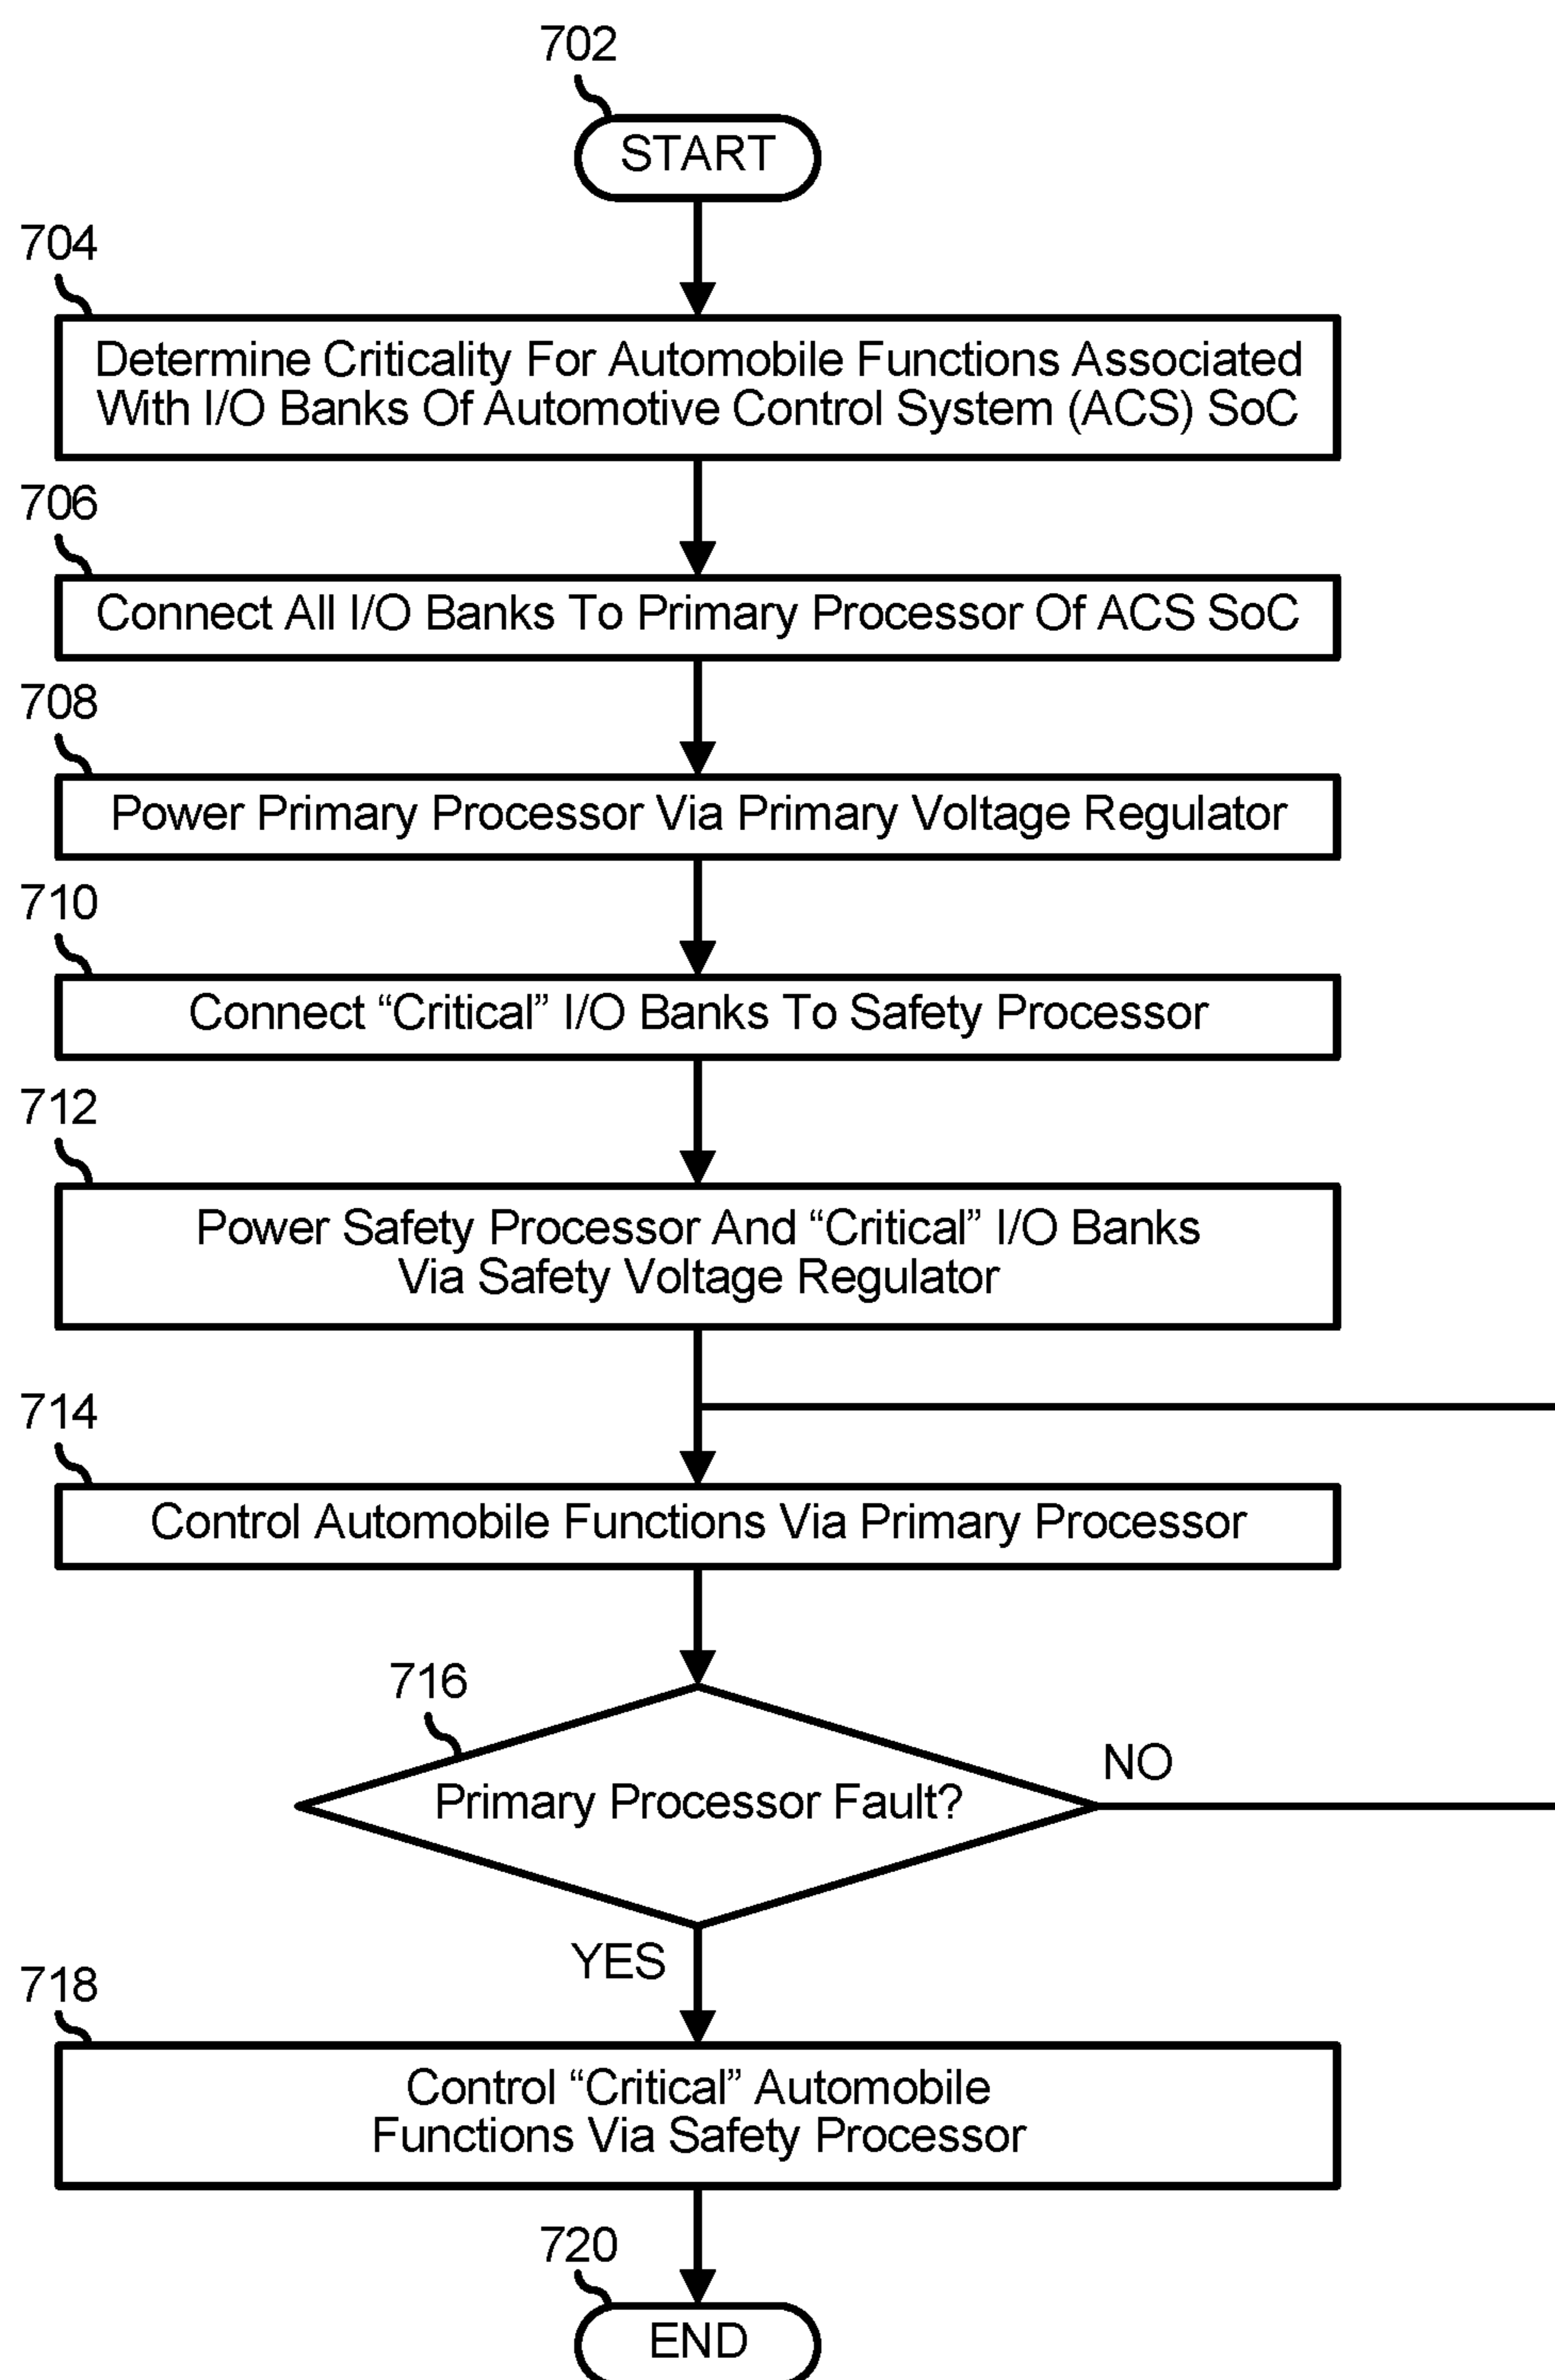 702
START
704
Determine Criticality For Automobile Functions Associated
With I/O Banks Of Automotive Control System (ACS) SoC
706
Connect All I/O Banks To Primary Processor Of ACS SoC
708
Power Primary Processor Via Primary Voltage Regulator
710
Connect “Critical” I/O Banks To Safety Processor
712
Power Safety Processor And “Critical” I/O Banks
Via Safety Voltage Regulator
714
Control Automobile Functions Via Primary Processor
716
Primary Processor Fault?
NO
YES
718
Control “Critical” Automobile
Functions Via Safety Processor
720
END